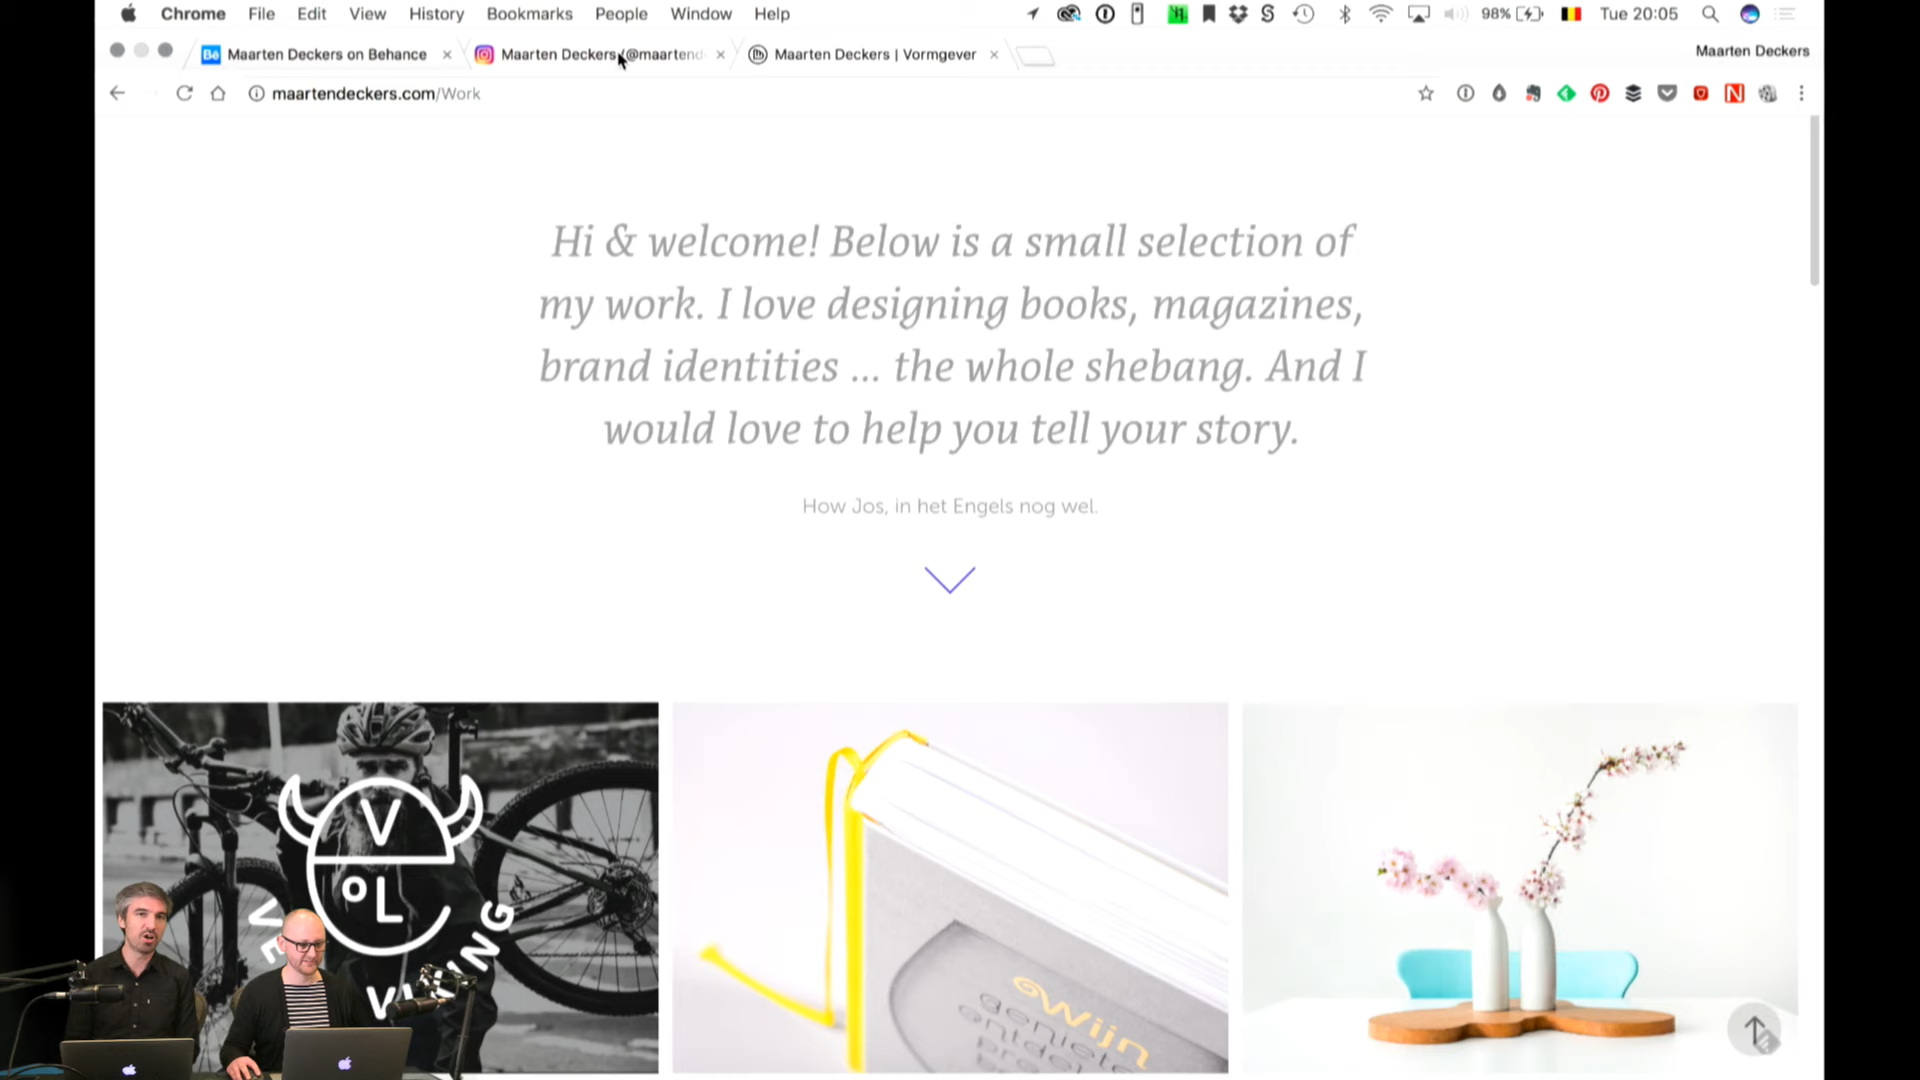 Chrome File Edit View History Bookmarks People Window Help 98% Tue 20:05
Bē Maarten Deckers on Behance × Maarten Deckers (@maartend × Maarten Deckers | Vormgever × Maarten Deckers
maartendeckers.com/Work
Hi & welcome! Below is a small selection of
my work. I love designing books, magazines,
brand identities ... the whole shebang. And I
would love to help you tell your story.
How Jos, in het Engels nog wel.
V
OL
VIKING
Wijn